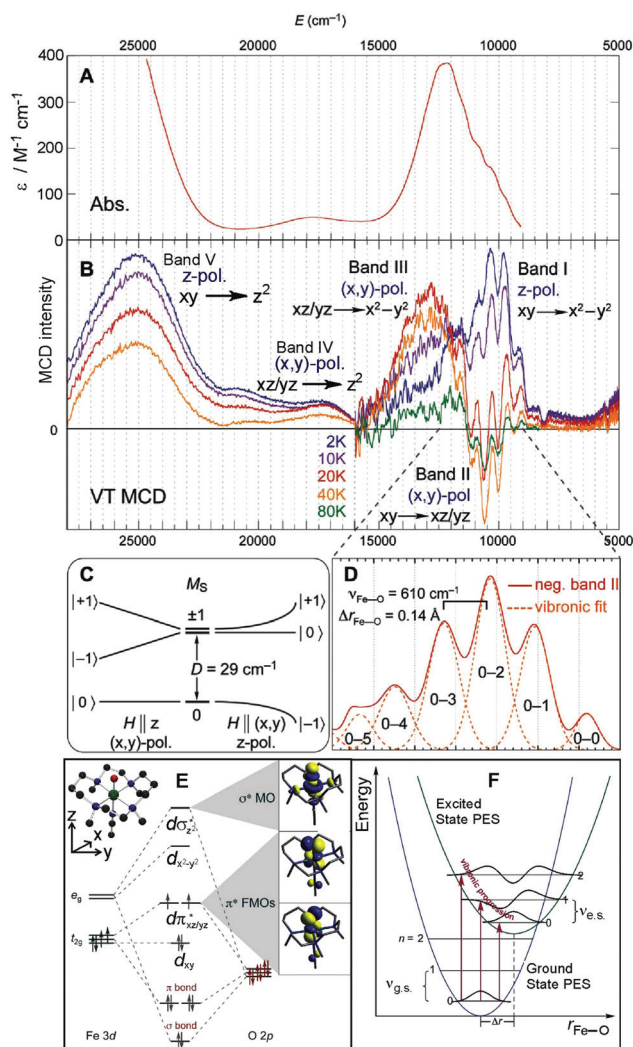 E (cm⁻¹)
25000 20000 15000 10000 5000
400
300
200
100
0
ε / M⁻¹ cm⁻¹
A
Abs.
B
MCD intensity
0
Band V
z-pol.
xy → z²
Band IV
(x,y)-pol.
xz/yz → z²
Band III
(x,y)-pol.
xz/yz → x²−y²
Band I
z-pol.
xy → x²−y²
2K
10K
20K
40K
80K
Band II
(x,y)-pol
xy → xz/yz
VT MCD
25000 20000 15000 10000 5000
C
M_S
|+1⟩
|−1⟩
|0⟩
±1
D = 29 cm⁻¹
0
|+1⟩
|0⟩
|−1⟩
H || z
(x,y)-pol.
H || (x,y)
z-pol.
D
ν_Fe—O = 610 cm⁻¹
Δr_Fe—O = 0.14 Å
neg. band II
vibronic fit
0–5
0–4
0–3
0–2
0–1
0–0
E
z
x
y
σ* MO
dσ*_z²
d_x²-y²
π* FMOs
dπ*_xz/yz
d_xy
e_g
t_2g
π bond
σ bond
Fe 3d
O 2p
F
Energy
Excited
State PES
vibronic progression
2
1
0
ν_e.s.
n = 2
1
0
ν_g.s.
Ground
State PES
Δr
r_Fe—O